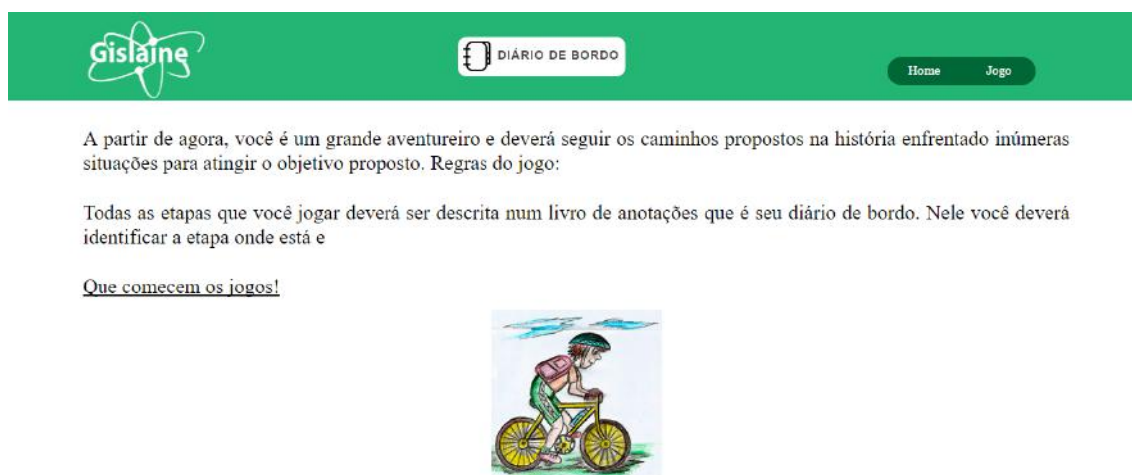 Gislaine
DIÁRIO DE BORDO
Home Jogo
A partir de agora, você é um grande aventureiro e deverá seguir os caminhos propostos na história enfrentado inúmeras
situações para atingir o objetivo proposto. Regras do jogo:
Todas as etapas que você jogar deverá ser descrita num livro de anotações que é seu diário de bordo. Nele você deverá
identificar a etapa onde está e
Que comecem os jogos!